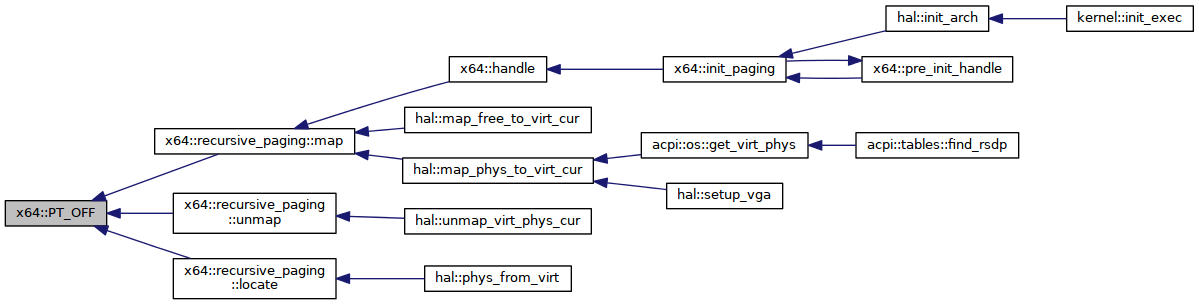 hal::init_arch
kernel::init_exec
x64::handle
x64::init_paging
x64::pre_init_handle
hal::map_free_to_virt_cur
x64::recursive_paging::map
acpi::os::get_virt_phys
acpi::tables::find_rsdp
hal::map_phys_to_virt_cur
hal::setup_vga
x64::PT_OFF
x64::recursive_paging
::unmap
hal::unmap_virt_phys_cur
x64::recursive_paging
::locate
hal::phys_from_virt